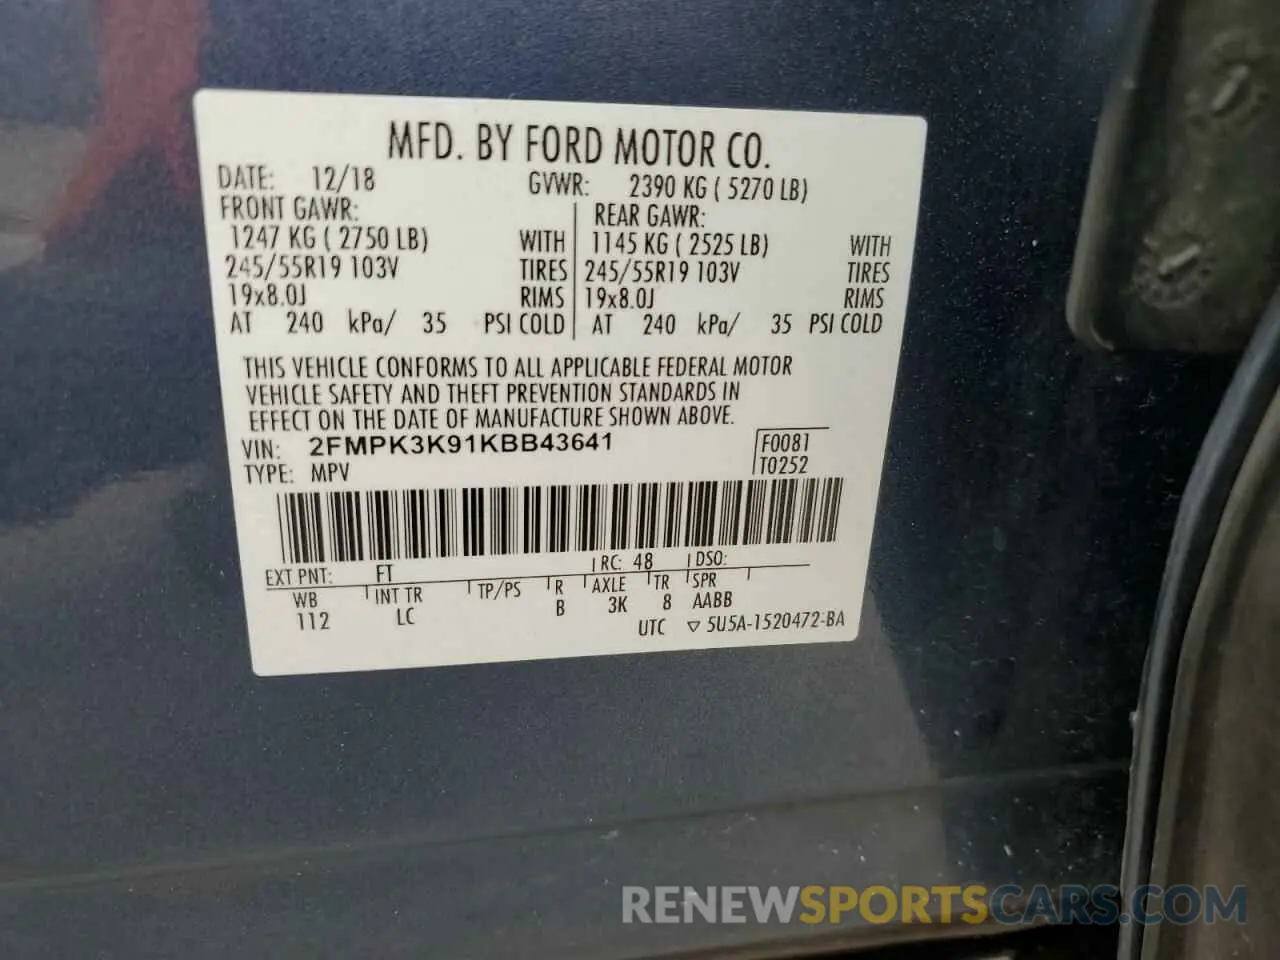 MFD. BY FORD MOTOR CO.
DATE: 12/18 GVWR: 2390 KG ( 5270 LB)
FRONT GAWR: REAR GAWR:
1247 KG ( 2750 LB) WITH 1145 KG ( 2525 LB) WITH
245/55R19 103V TIRES 245/55R19 103V TIRES
19x8.0J RIMS 19x8.0J RIMS
AT 240 kPa/ 35 PSI COLD AT 240 kPa/ 35 PSI COLD
THIS VEHICLE CONFORMS TO ALL APPLICABLE FEDERAL MOTOR
VEHICLE SAFETY AND THEFT PREVENTION STANDARDS IN
EFFECT ON THE DATE OF MANUFACTURE SHOWN ABOVE.
VIN: 2FMPK3K91KBB43641 F0081
TYPE: MPV T0252
EXT PNT: FT RC: 48 DSO:
WB INT TR TP/PS R AXLE TR SPR
112 LC B 3K 8 AABB
UTC ▽ 5U5A-1520472-BA
RENEWSPORTSCARS.COM